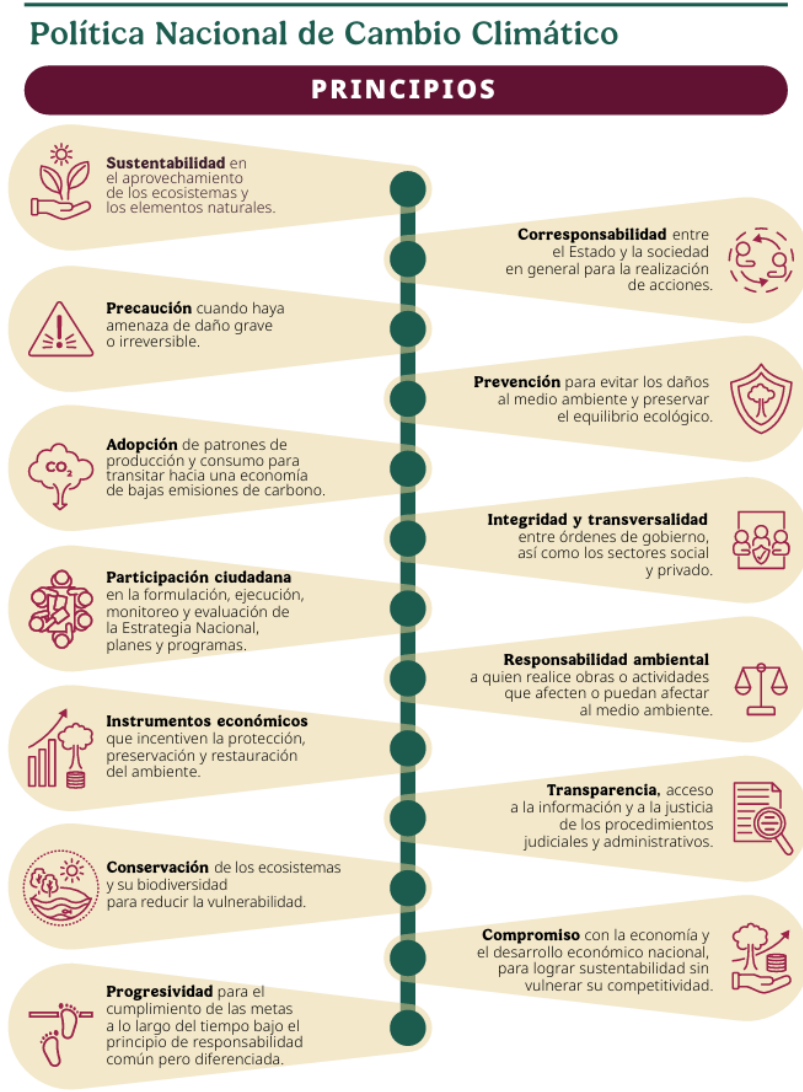 Política Nacional de Cambio Climático
PRINCIPIOS
Sustentabilidad en
el aprovechamiento
de los ecosistemas y
los elementos naturales.
Corresponsabilidad entre
el Estado y la sociedad
en general para la realización
de acciones.
Precaución cuando haya
amenaza de daño grave
o irreversible.
Prevención para evitar los daños
al medio ambiente y preservar
el equilibrio ecológico.
CO2
Adopción de patrones de
producción y consumo para
transitar hacia una economía
de bajas emisiones de carbono.
Integridad y transversalidad
entre órdenes de gobierno,
así como los sectores social
y privado.
Participación ciudadana
en la formulación, ejecución,
monitoreo y evaluación de
la Estrategia Nacional,
planes y programas.
Responsabilidad ambiental
a quien realice obras o actividades
que afecten o puedan afectar
al medio ambiente.
Instrumentos económicos
que incentiven la protección,
preservación y restauración
del ambiente.
Transparencia, acceso
a la información y a la justicia
de los procedimientos
judiciales y administrativos.
Conservación de los ecosistemas
y su biodiversidad
para reducir la vulnerabilidad.
Compromiso con la economía y
el desarrollo económico nacional,
para lograr sustentabilidad sin
vulnerar su competitividad.
Progresividad para el
cumplimiento de las metas
a lo largo del tiempo bajo el
principio de responsabilidad
común pero diferenciada.